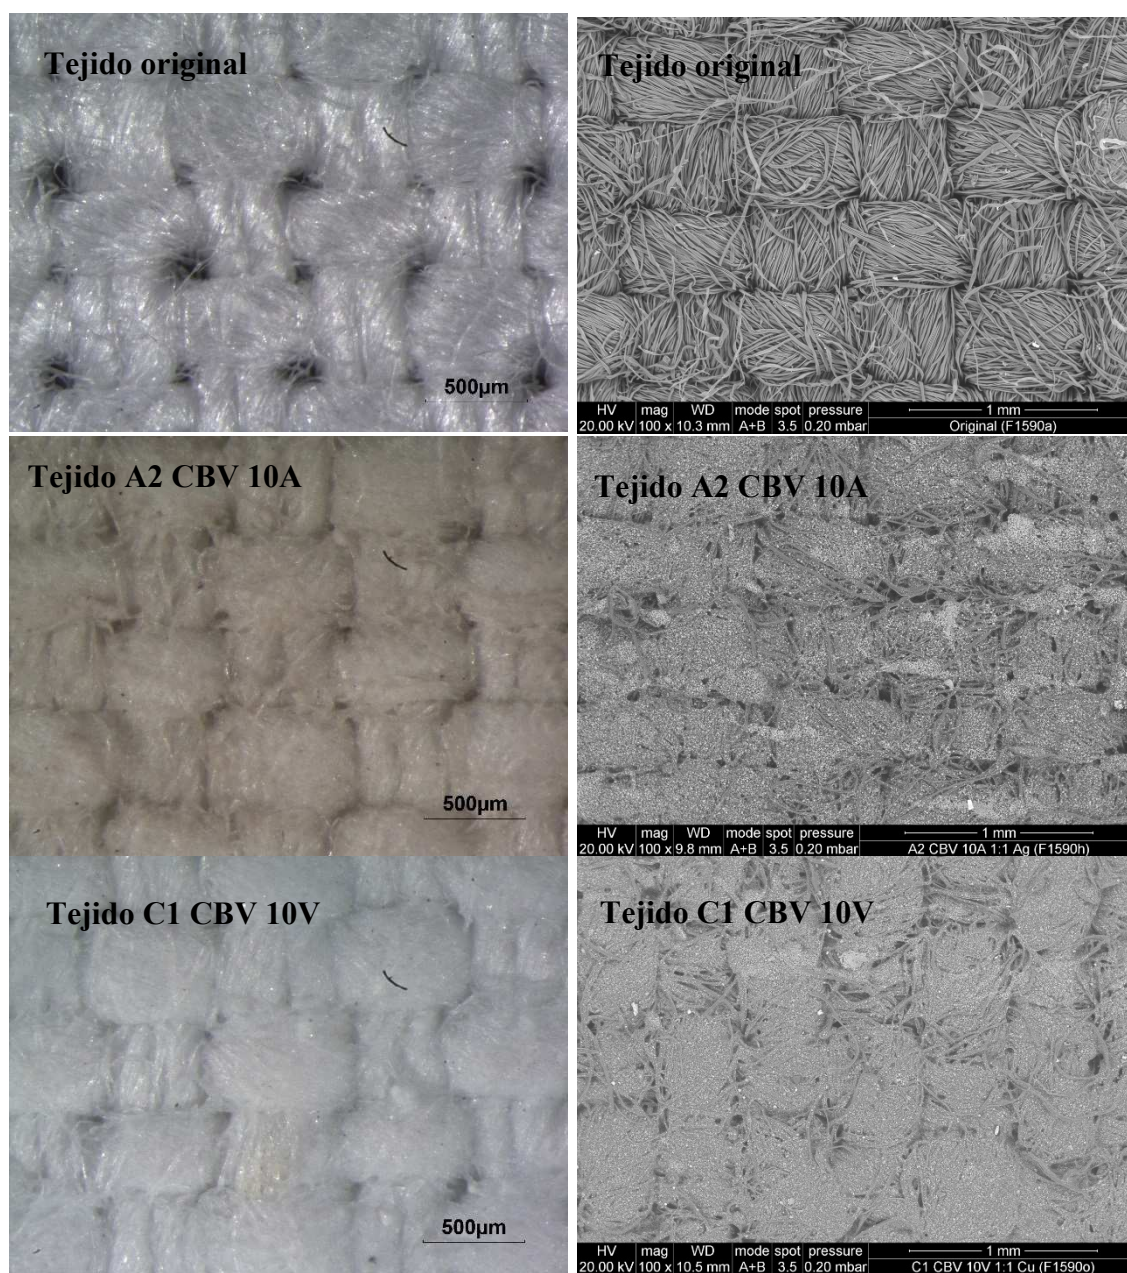 Tejido original
500µm
Tejido original
HV mag WD mode spot pressure 1 mm
20.00 kV 100 x 10.3 mm A+B 3.5 0.20 mbar Original (F1590a)
Tejido A2 CBV 10A
500µm
Tejido A2 CBV 10A
HV mag WD mode spot pressure 1 mm
20.00 kV 100 x 9.8 mm A+B 3.5 0.20 mbar A2 CBV 10A 1:1 Ag (F1590h)
Tejido C1 CBV 10V
500µm
Tejido C1 CBV 10V
HV mag WD mode spot pressure 1 mm
20.00 kV 100 x 10.5 mm A+B 3.5 0.20 mbar C1 CBV 10V 1:1 Cu (F1590o)